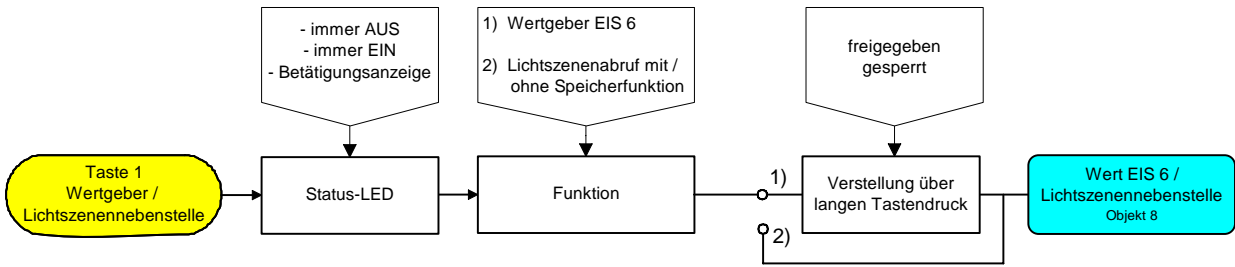 - immer AUS
- immer EIN
- Betätigungsanzeige
1) Wertgeber EIS 6
2) Lichtszenenabruf mit /
ohne Speicherfunktion
freigegeben
gesperrt
Taste 1
Wertgeber /
Lichtszenennebenstelle
Status-LED
Funktion
1)
2)
Verstellung über
langen Tastendruck
Wert EIS 6 /
Lichtszenennebenstelle
Objekt 8